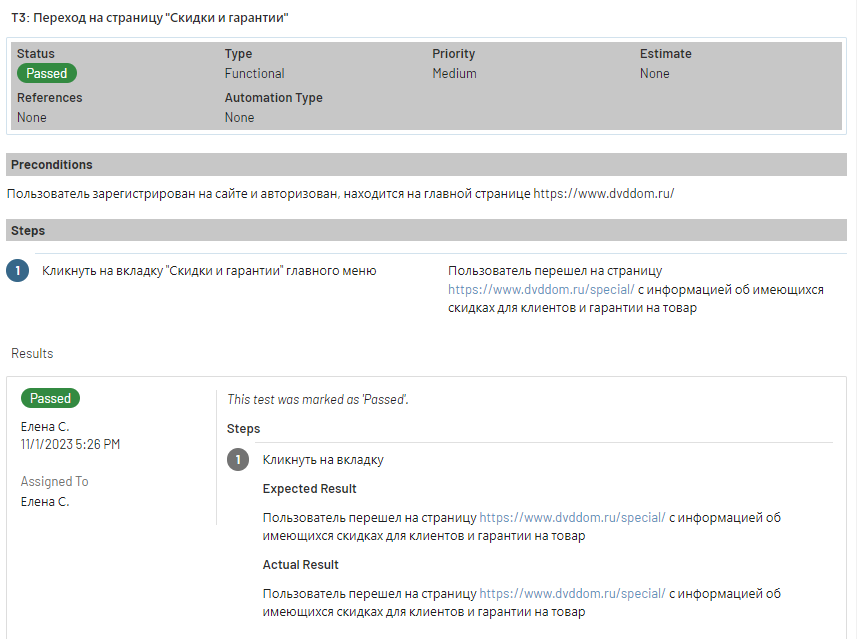 T3: Переход на страницу "Скидки и гарантии"
Status Type Priority Estimate
Passed Functional Medium None
References Automation Type
None None
Preconditions
Пользователь зарегистрирован на сайте и авторизован, находится на главной странице https://www.dvddom.ru/
Steps
1 Кликнуть на вкладку "Скидки и гарантии" главного меню
Пользователь перешел на страницу
https://www.dvddom.ru/special/ с информацией об имеющихся
скидках для клиентов и гарантии на товар
Results
Passed
Елена С.
11/1/2023 5:26 PM
Assigned To
Елена С.
This test was marked as 'Passed'.
Steps
1 Кликнуть на вкладку
Expected Result
Пользователь перешел на страницу https://www.dvddom.ru/special/ с информацией об
имеющихся скидках для клиентов и гарантии на товар
Actual Result
Пользователь перешел на страницу https://www.dvddom.ru/special/ с информацией об
имеющихся скидках для клиентов и гарантии на товар